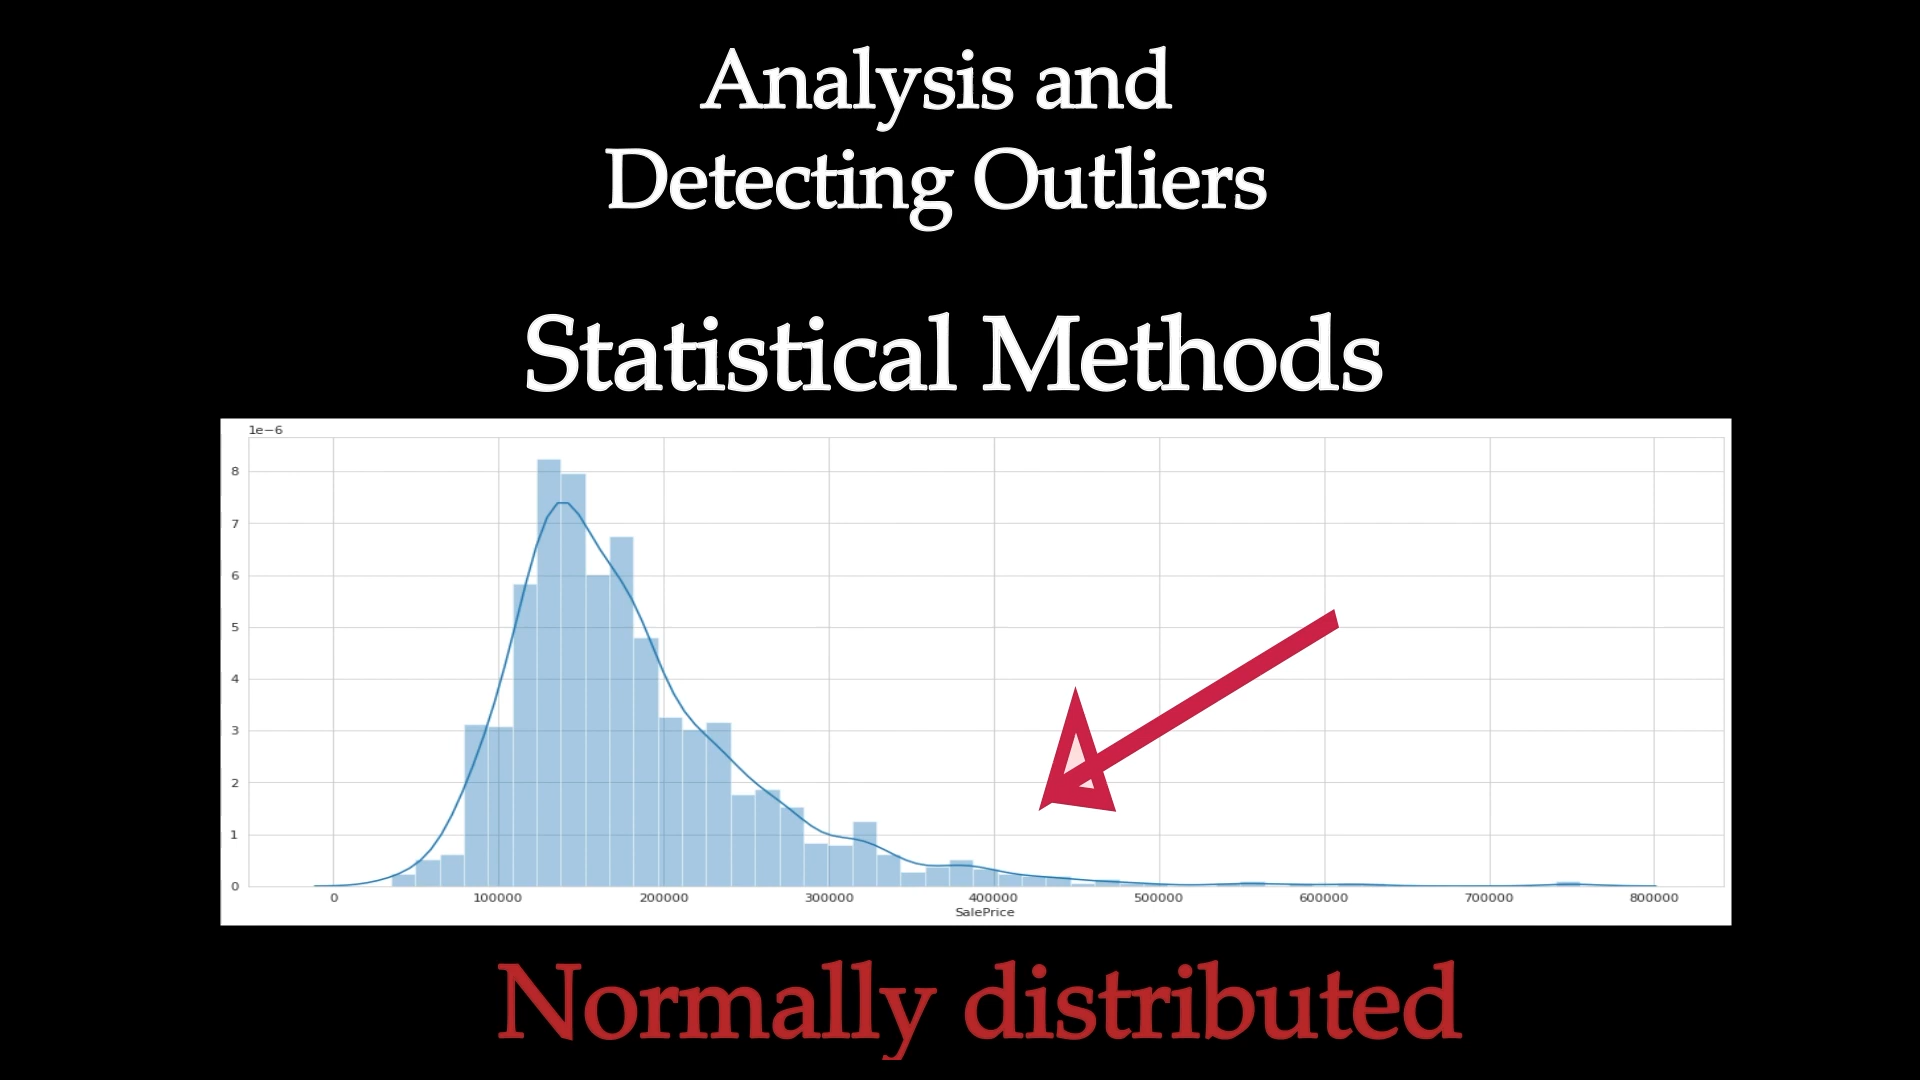 Analysis and
Detecting Outliers
Statistical Methods
1e−6
8
7
6
5
4
3
2
1
0
0 100000 200000 300000 400000 500000 600000 700000 800000
SalePrice
Normally distributed